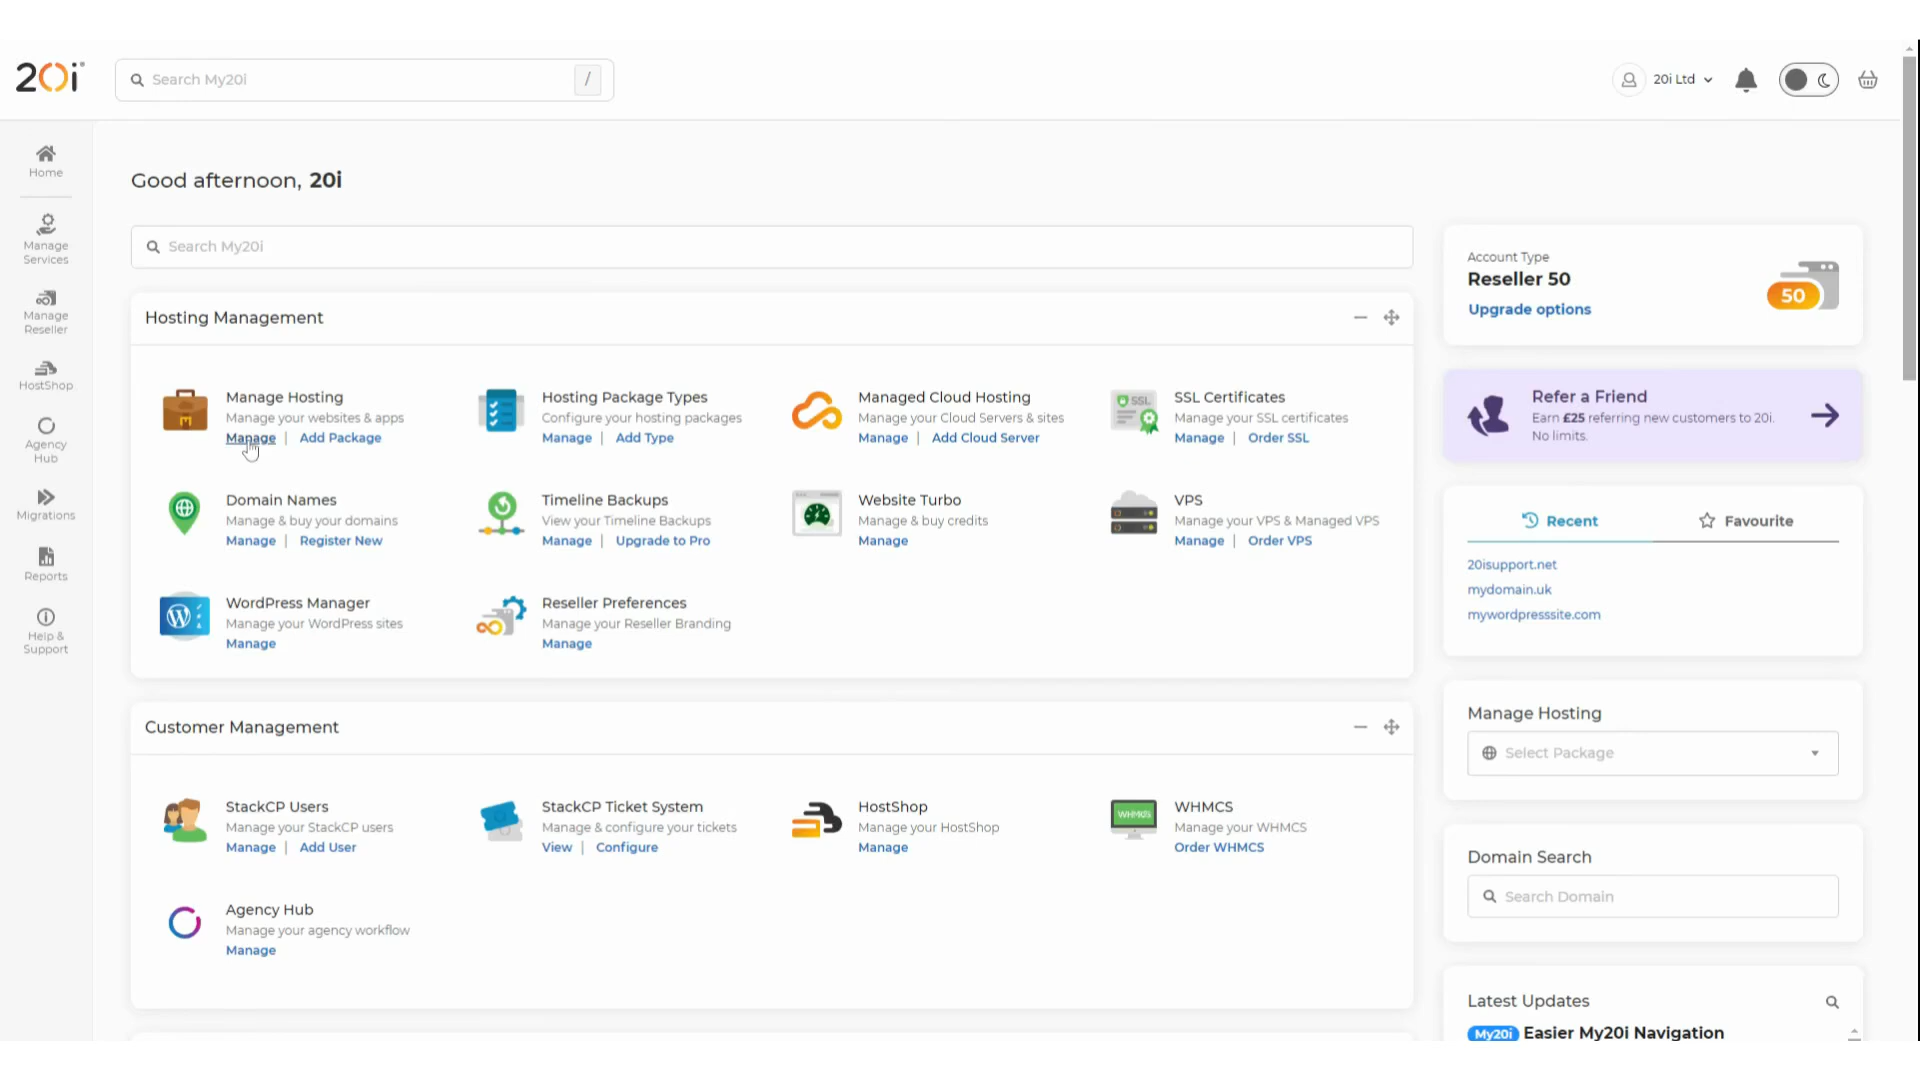 20i
Search My20i
/
20i Ltd
Home
Manage
Services
Manage
Reseller
HostShop
Agency
Hub
Migrations
Reports
Help &
Support
Good afternoon, 20i
Search My20i
Hosting Management
Manage Hosting
Manage your websites & apps
Manage | Add Package
Hosting Package Types
Configure your hosting packages
Manage | Add Type
Managed Cloud Hosting
Manage your Cloud Servers & sites
Manage | Add Cloud Server
SSL
SSL Certificates
Manage your SSL certificates
Manage | Order SSL
Domain Names
Manage & buy your domains
Manage | Register New
Timeline Backups
View your Timeline Backups
Manage | Upgrade to Pro
Website Turbo
Manage & buy credits
Manage
VPS
Manage your VPS & Managed VPS
Manage | Order VPS
WordPress Manager
Manage your WordPress sites
Manage
Reseller Preferences
Manage your Reseller Branding
Manage
Customer Management
StackCP Users
Manage your StackCP users
Manage | Add User
StackCP Ticket System
Manage & configure your tickets
View | Configure
HostShop
Manage your HostShop
Manage
WHMCS
WHMCS
Manage your WHMCS
Order WHMCS
Agency Hub
Manage your agency workflow
Manage
Account Type
Reseller 50
Upgrade options
50
Refer a Friend
Earn £25 referring new customers to 20i.
No limits.
Recent
Favourite
20isupport.net
mydomain.uk
mywordpresssite.com
Manage Hosting
Select Package
Domain Search
Search Domain
Latest Updates
My20i Easier My20i Navigation